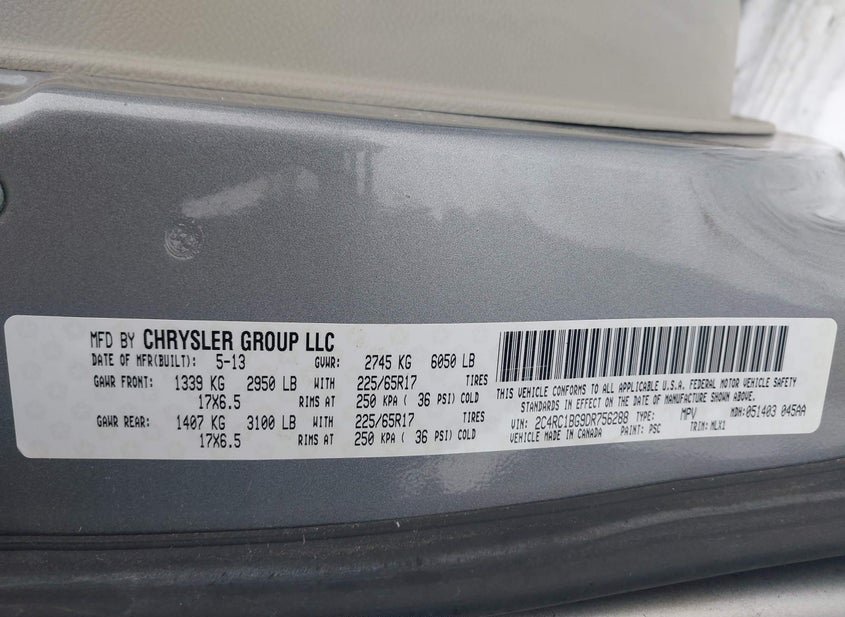 MFD BY CHRYSLER GROUP LLC
DATE OF MFR(BUILT): 5-13 GVWR: 2745 KG 6050 LB
GAWR FRONT: 1339 KG 2950 LB WITH 225/65R17 TIRES
17X6.5 RIMS AT 250 KPA ( 36 PSI) COLD
GAWR REAR: 1407 KG 3100 LB WITH 225/65R17 TIRES
17X6.5 RIMS AT 250 KPA ( 36 PSI) COLD
THIS VEHICLE CONFORMS TO ALL APPLICABLE U.S.A. FEDERAL MOTOR VEHICLE SAFETY
STANDARDS IN EFFECT ON THE DATE OF MANUFACTURE SHOWN ABOVE.
VIN: 2C4RC1BG9DR756288 TYPE: MPV MDH: 051403 045AA
VEHICLE MADE IN CANADA PAINT: PSC TRIM: MLX1